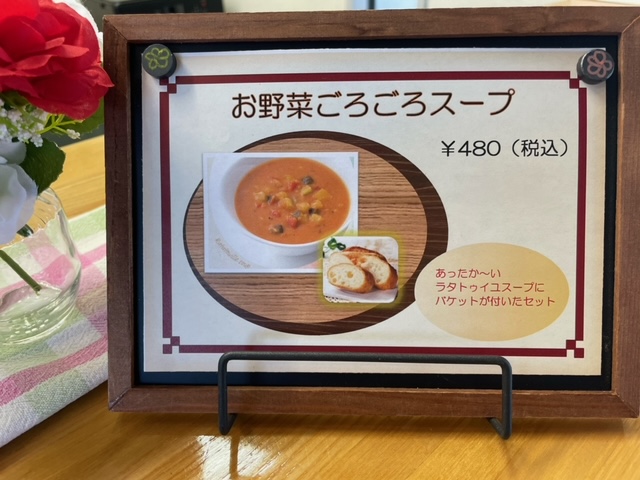 お野菜ごろごろスープ
￥480（税込）
あったか～い
ラタトゥイユスープに
バケットが付いたセット